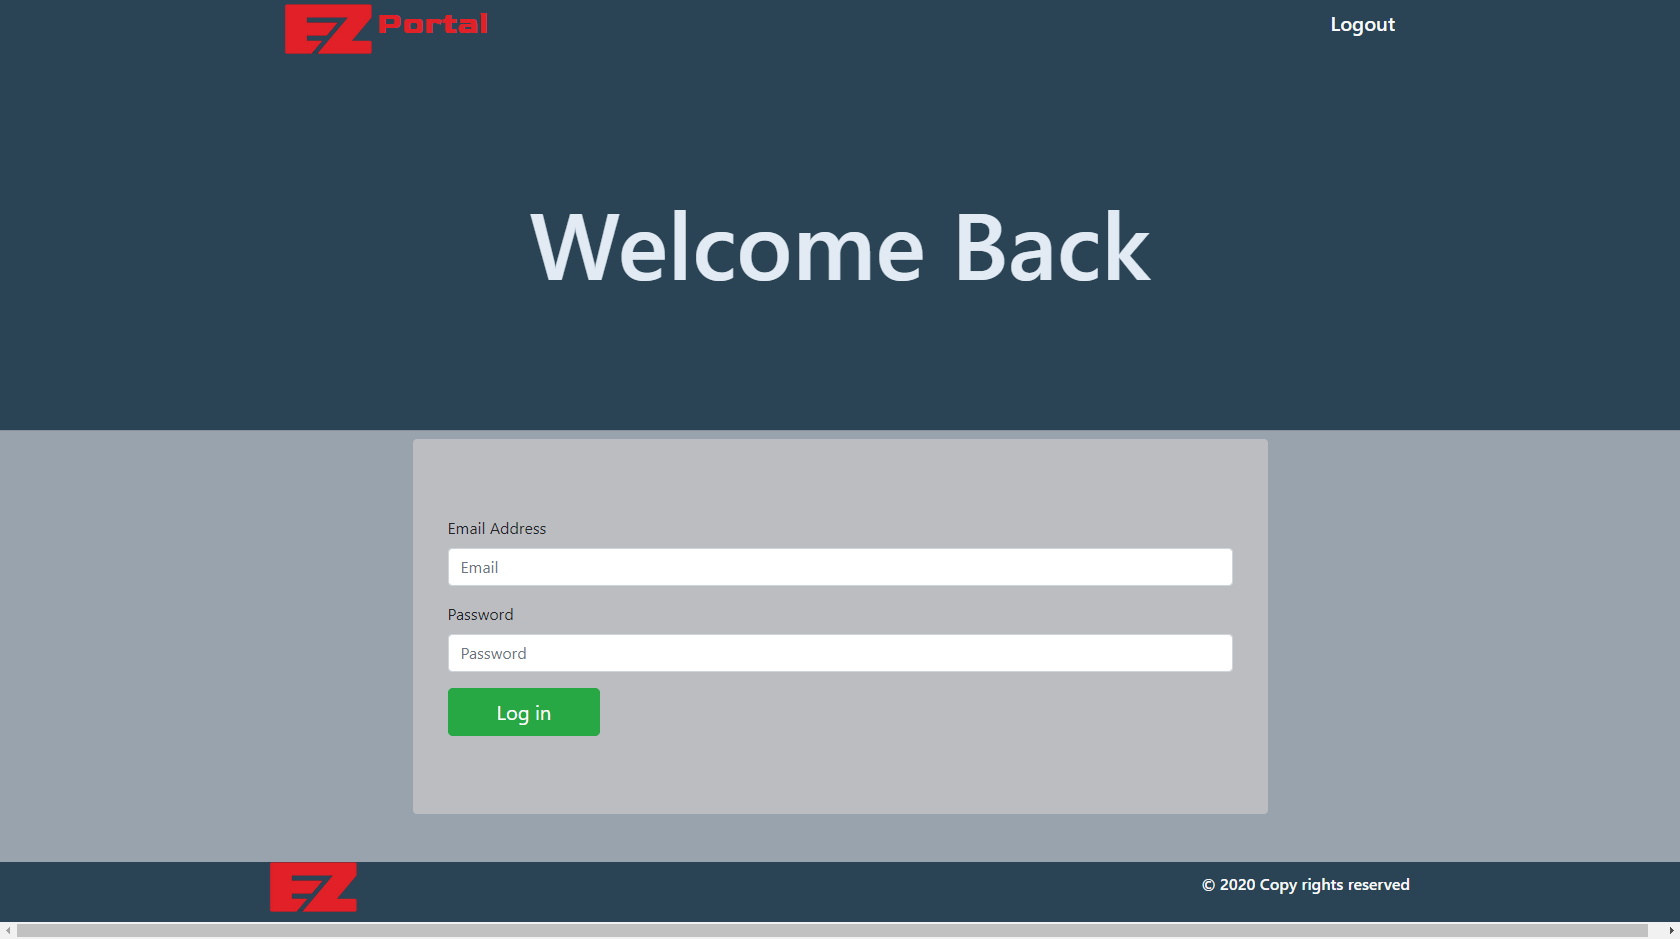 EZ Portal
Logout
Welcome Back
Email Address
Email
Password
Password
Log in
EZ
© 2020 Copy rights reserved